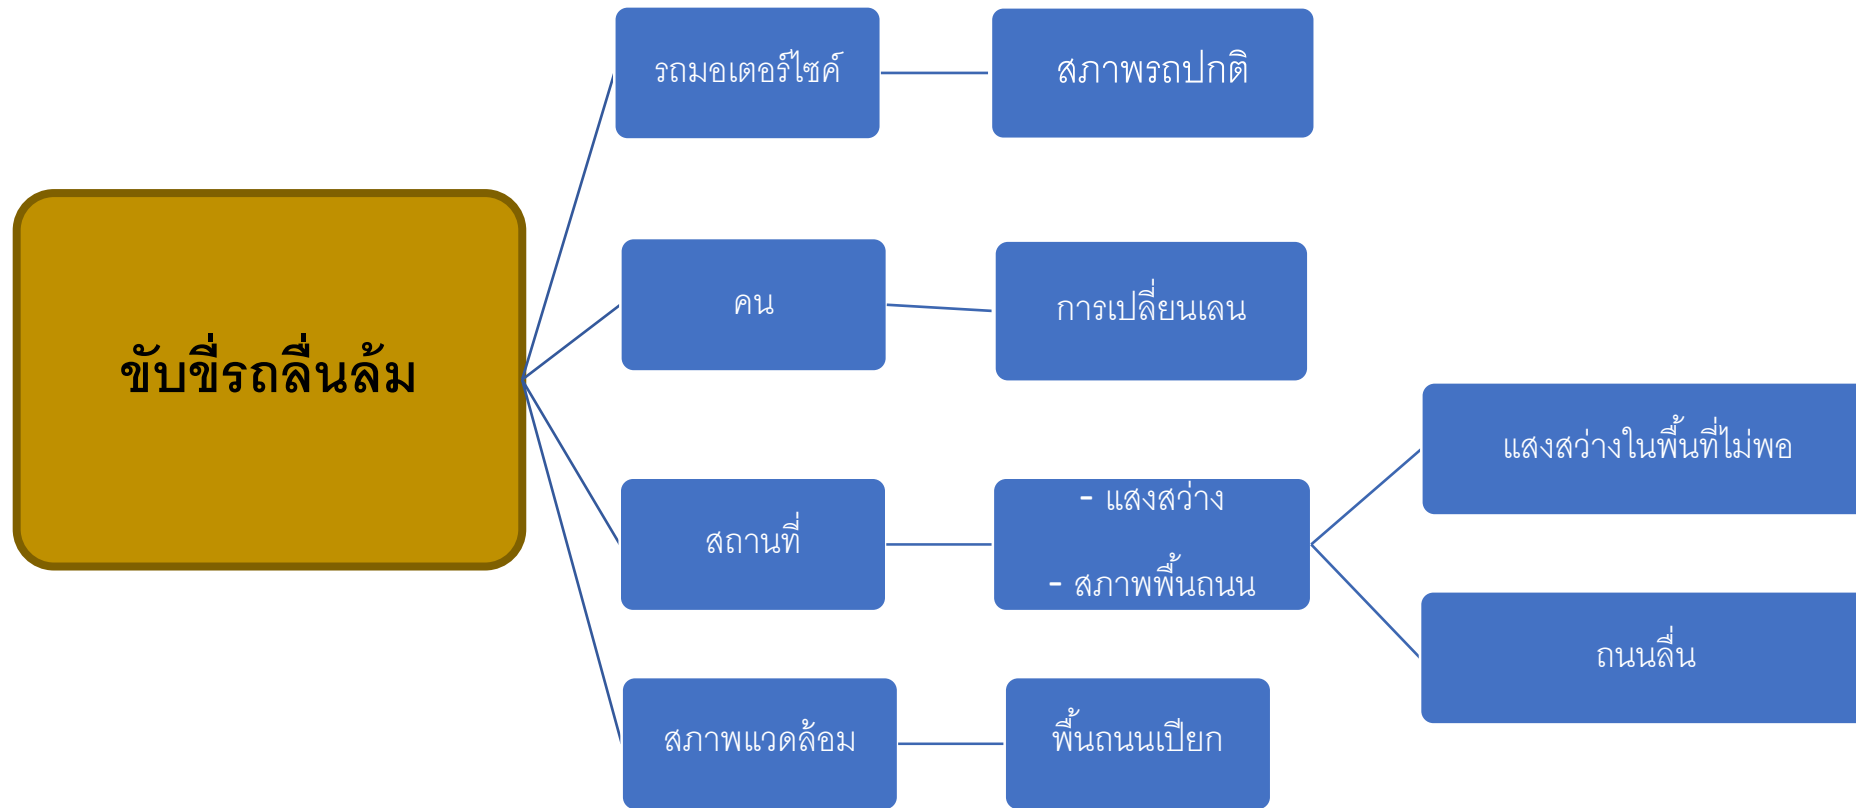 รถมอเตอร์ไซค์
สภาพรถปกติ
คน
การเปลี่ยนเลน
ขับขี่รถลื่นล้ม
แสงสว่างในพื้นที่ไม่พอ
สถานที่
- แสงสว่าง
- สภาพพื้นถนน
ถนนลื่น
สภาพแวดล้อม
พื้นถนนเปียก